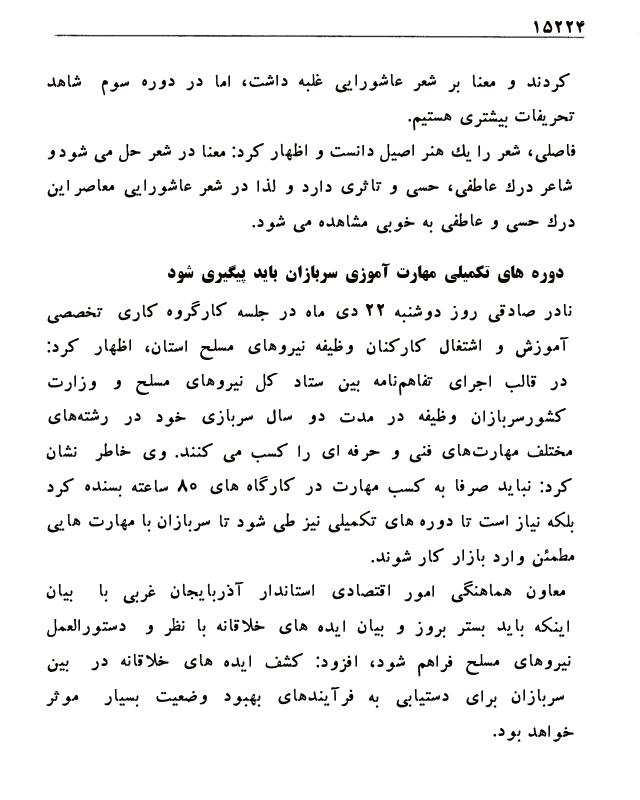 ۱۵۲۲۴
کردند و معنا بر شعر عاشورایی غلبه داشت، اما در دوره سوم شاهد
تحریفات بیشتری هستیم.
فاصلی، شعر را یك هنر اصیل دانست و اظهار کرد: معنا در شعر حل می شود و
شاعر درك عاطفی، حسی و تاثری دارد و لذا در شعر عاشورایی معاصر این
درك حسی و عاطفی به خوبی مشاهده می شود.
دوره های تکمیلی مهارت آموزی سربازان باید پیگیری شود
نادر صادقی روز دوشنبه ۲۲ دی ماه در جلسه کارگروه کاری تخصصی
آموزش و اشتغال کارکنان وظیفه نیروهای مسلح استان، اظهار کرد:
در قالب اجرای تفاهم‌نامه بین ستاد کل نیروهای مسلح و وزارت
کشورسربازان وظیفه در مدت دو سال سربازی خود در رشته‌های
مختلف مهارت‌های فنی و حرفه ای را کسب می کنند. وی خاطر نشان
کرد: نباید صرفا به کسب مهارت در کارگاه های ۸۰ ساعته بسنده کرد
بلکه نیاز است تا دوره های تکمیلی نیز طی شود تا سربازان با مهارت هایی
مطمئن وارد بازار کار شوند.
معاون هماهنگی امور اقتصادی استاندار آذربایجان غربی با بیان
اینکه باید بستر بروز و بیان ایده های خلاقانه با نظر و دستورالعمل
نیروهای مسلح فراهم شود، افزود: کشف ایده های خلاقانه در بین
سربازان برای دستیابی به فرآیندهای بهبود وضعیت بسیار موثر
خواهد بود.